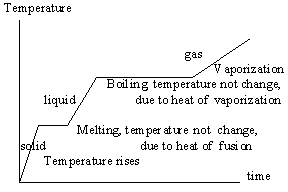 Temperature
gas
Vaporization
Boiling temperature not change,
liquid
due to heat of vaporization
Melting, temperature not change,
solid
due to heat of fusion
Temperature rises
time